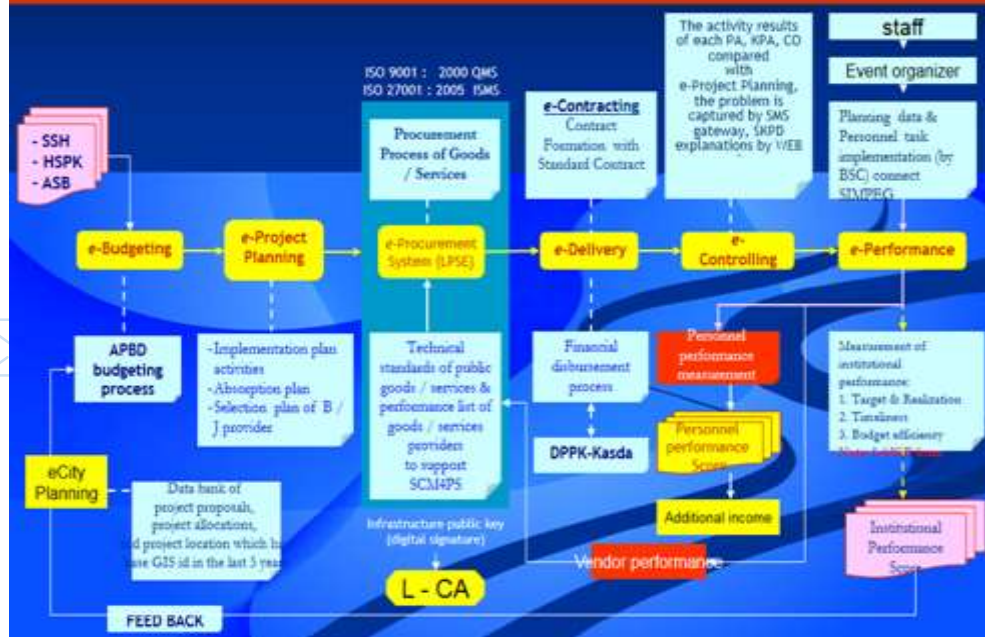 ISO 9001 : 2000 QMS
ISO 27001 : 2005 ISMS
- SSH
- HSPK
- ASB
Procurement
Process of Goods
/ Services
e-Contracting
Contract
Formation with
Standard Contract
The activity results
of each PA, KPA, CO
compared
with
e-Project Planning,
the problem is
captured by SMS
gateway, SKPD
explanations by WEB
staff
Event organizer
Planning data &
Personnel task
implementation (by
BSC) connect
SIMPEG
e-Budgeting
e-Project
Planning
e-Procurement
System (LPSE)
e-Delivery
e-
Controlling
e-Performance
APBD
budgeting
process
-Implementation plan
activities
-Absorption plan
-Selection plan of B /
J provider
Technical
standards of public
goods / services &
performance list of
goods / services
providers
to support
SCM4PS
Financial
disbursement
process
DPPK-Kasda
Personnel
performance
measurement
Personnel
performance
Score
Additional income
Measurement of
institutional
performance:
1. Target & Realization
2. Timeliness
3. Budget efficiency
eCity
Planning
Data bank of
project proposals,
project allocations,
project location which
GIS id in the last 5 year
Infrastructure public key
(digital signature)
L - CA
Vendor performance
Institutional
Performance
Score
FEED BACK